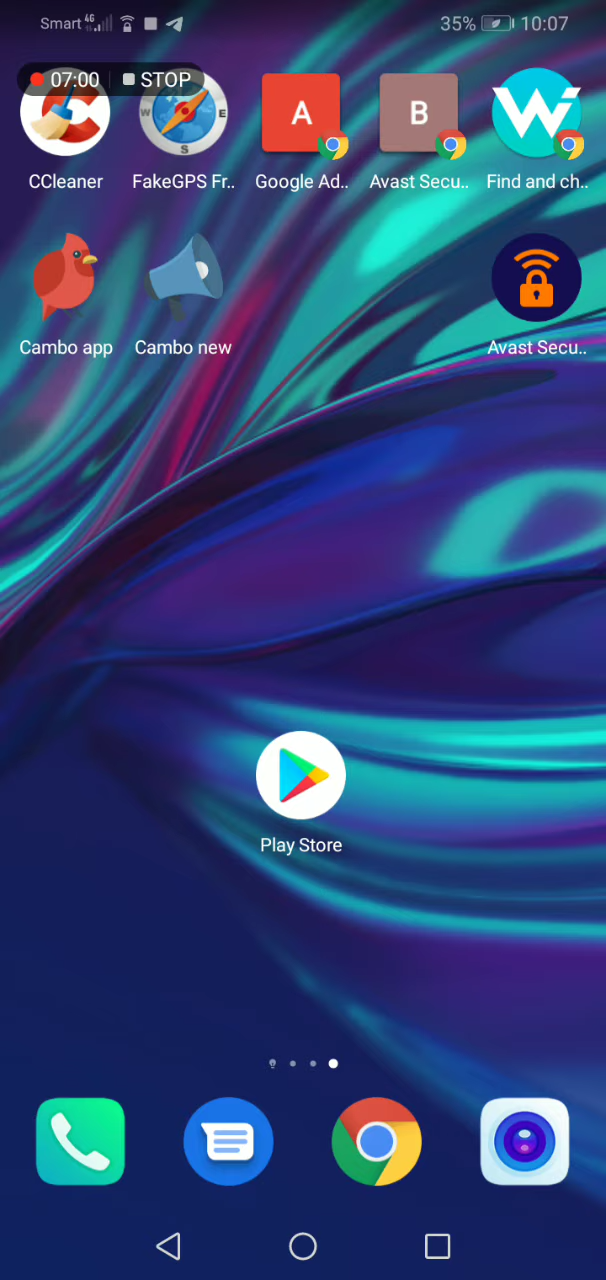 Smart 4G 35% 10:07
07:00 STOP
W E S
A B
CCleaner FakeGPS Fr.. Google Ad.. Avast Secu.. Find and ch..
Cambo app Cambo new Avast Secu..
Play Store